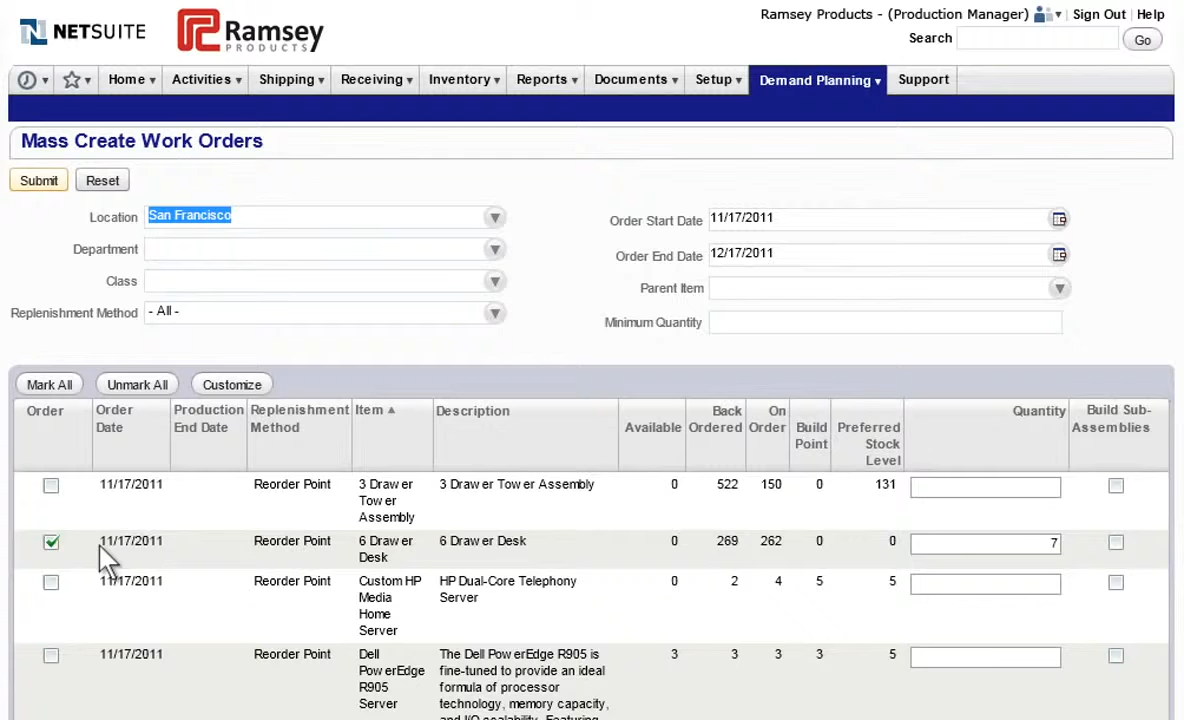 NETSUITE
Ramsey
PRODUCTS
Ramsey Products - (Production Manager) Sign Out Help
Search Go
Home Activities Shipping Receiving Inventory Reports Documents Setup Demand Planning Support
Mass Create Work Orders
Submit Reset
Location San Francisco
Order Start Date 11/17/2011
Department
Order End Date 12/17/2011
Class
Parent Item
Replenishment Method - All -
Minimum Quantity
Mark All Unmark All Customize
Order Order Date Production End Date Replenishment Method Item Description Available Back Ordered On Order Build Point Preferred Stock Level Quantity Build Sub-Assemblies
11/17/2011 Reorder Point 3 Drawer Tower Assembly 3 Drawer Tower Assembly 0 522 150 0 131
11/17/2011 Reorder Point 6 Drawer Desk 6 Drawer Desk 0 269 262 0 0 7
11/17/2011 Reorder Point Custom HP Media Home Server HP Dual-Core Telephony Server 0 2 4 5 5
11/17/2011 Reorder Point Dell PowerEdge R905 Server The Dell PowerEdge R905 is fine-tuned to provide an ideal formula of processor technology, memory capacity, and I/O scalability. Featuring 3 3 3 3 5